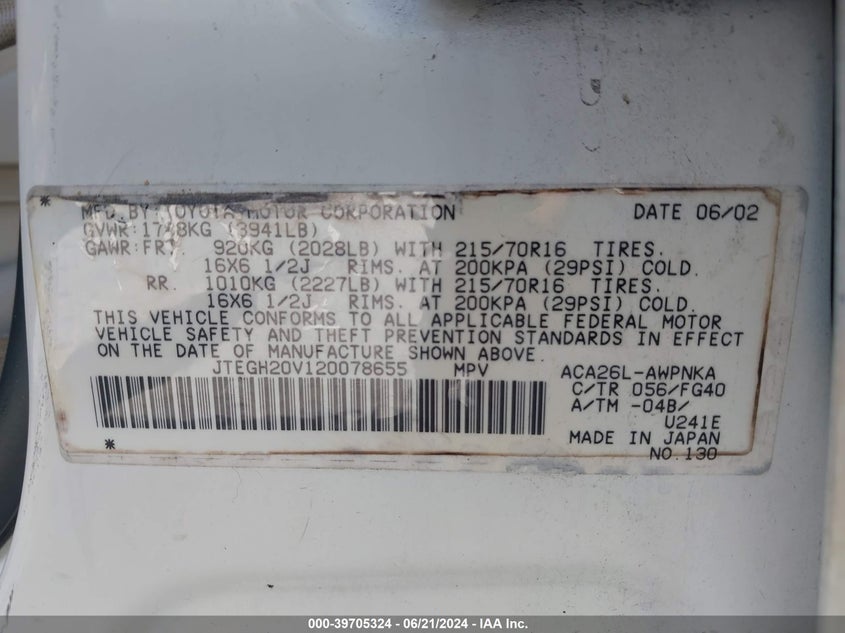 *
MFD.BY:TOYOTA MOTOR CORPORATION DATE 06/02
GVWR:1788KG (3941LB)
GAWR:FRT. 920KG (2028LB) WITH 215/70R16 TIRES.
16X6 1/2J RIMS. AT 200KPA (29PSI) COLD.
RR. 1010KG (2227LB) WITH 215/70R16 TIRES.
16X6 1/2J RIMS. AT 200KPA (29PSI) COLD.
THIS VEHICLE CONFORMS TO ALL APPLICABLE FEDERAL MOTOR
VEHICLE SAFETY AND THEFT PREVENTION STANDARDS IN EFFECT
ON THE DATE OF MANUFACTURE SHOWN ABOVE.
JTEGH20V120078655 MPV ACA26L-AWPNKA
C/TR 056/FG40
A/TM -04B/
U241E
MADE IN JAPAN
* NO.130
000-39705324 - 06/21/2024 - IAA Inc.